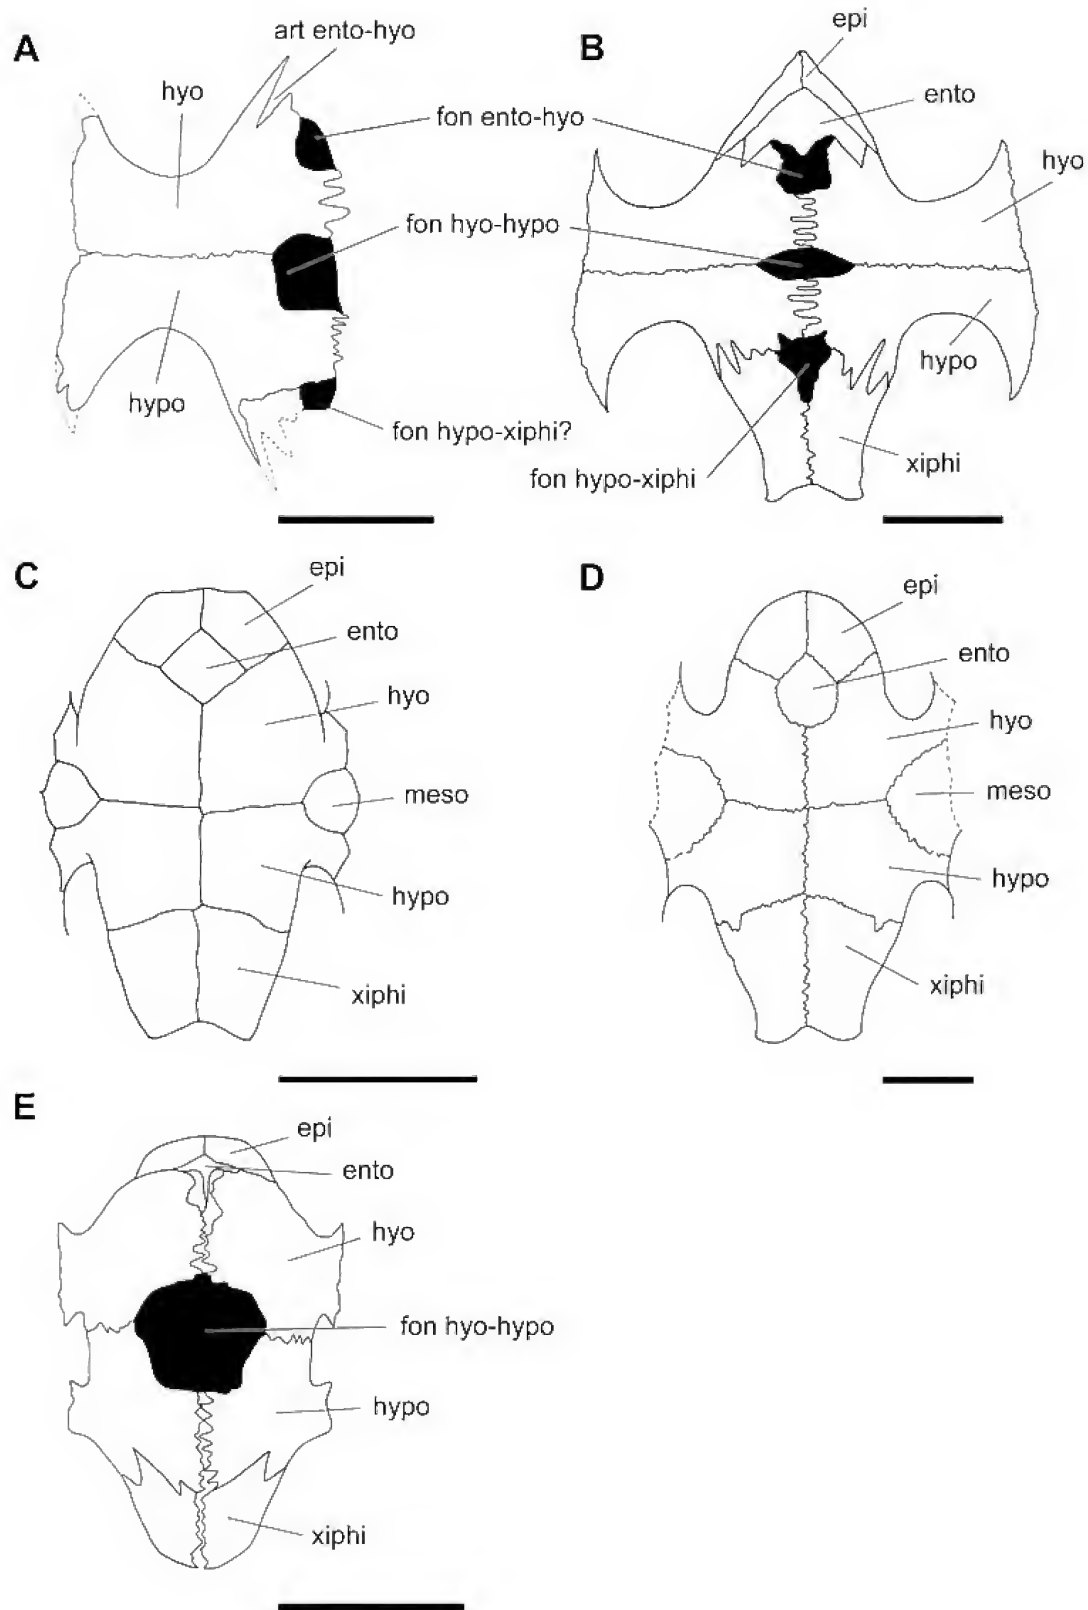 A
art ento-hyo
hyo
fon ento-hyo
fon hyo-hypo
hypo
fon hypo-xiphi?
B
epi
ento
hyo
hypo
xiphi
fon hypo-xiphi
C
epi
ento
hyo
meso
hypo
xiphi
D
epi
ento
hyo
meso
hypo
xiphi
E
epi
ento
hyo
fon hyo-hypo
hypo
xiphi